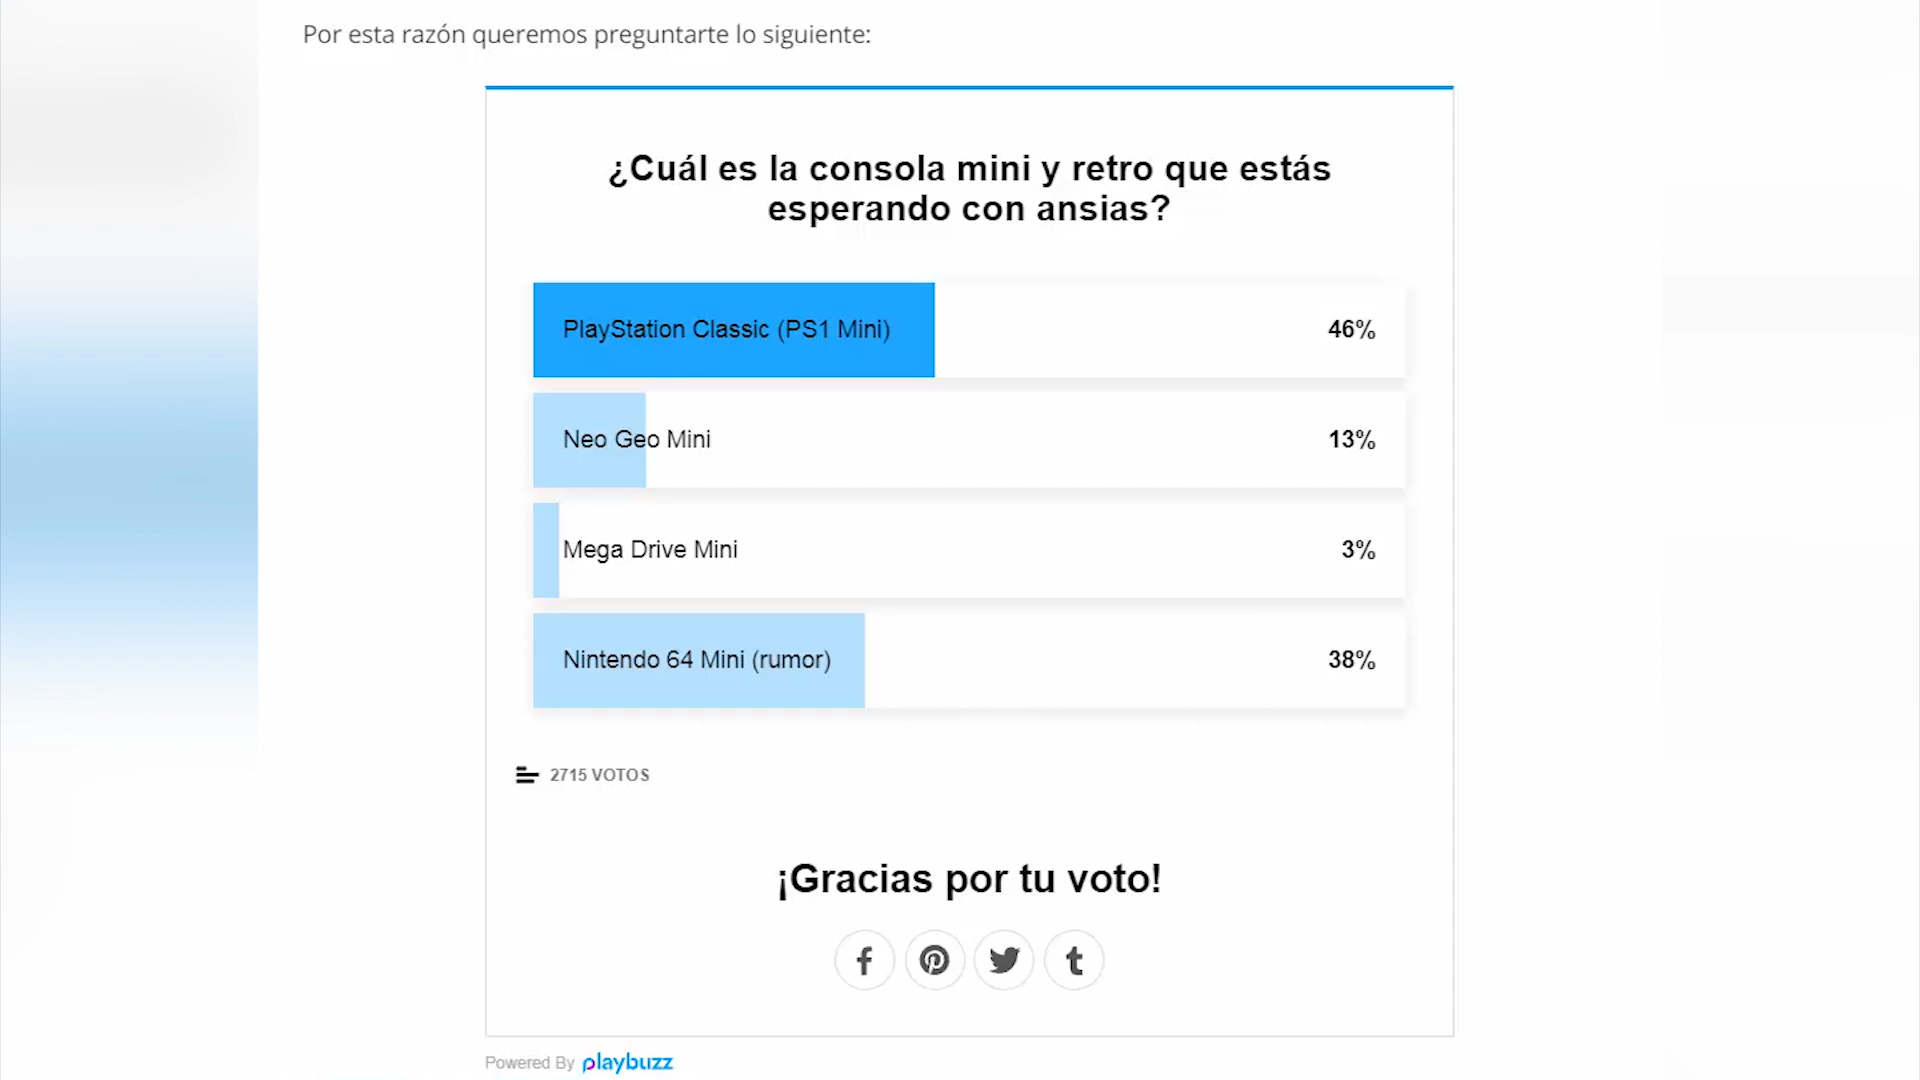 Por esta razón queremos preguntarte lo siguiente:
¿Cuál es la consola mini y retro que estás
esperando con ansias?
PlayStation Classic (PS1 Mini) 46%
Neo Geo Mini 13%
Mega Drive Mini 3%
Nintendo 64 Mini (rumor) 38%
2715 VOTOS
¡Gracias por tu voto!
Powered By playbuzz